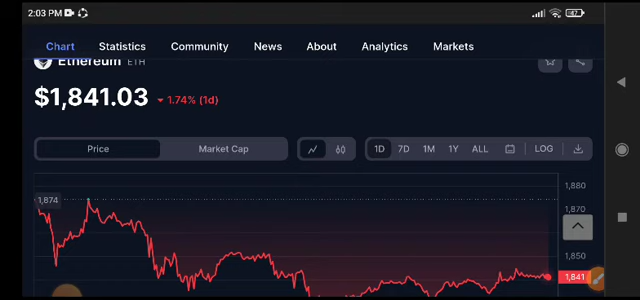 2:03 PM 47
Chart Statistics Community News About Analytics Markets
Ethereum ETH
$1,841.03 1.74% (1d)
Price Market Cap 1D 7D 1M 1Y ALL LOG
1,874
1,880
1,870
1,850
1,841